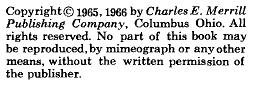 Copyright © 1965, 1966 by Charles E. Merrill
Publishing Company, Columbus Ohio. All
rights reserved. No part of this book may
be reproduced, by mimeograph or any other
means, without the written permission of
the publisher.